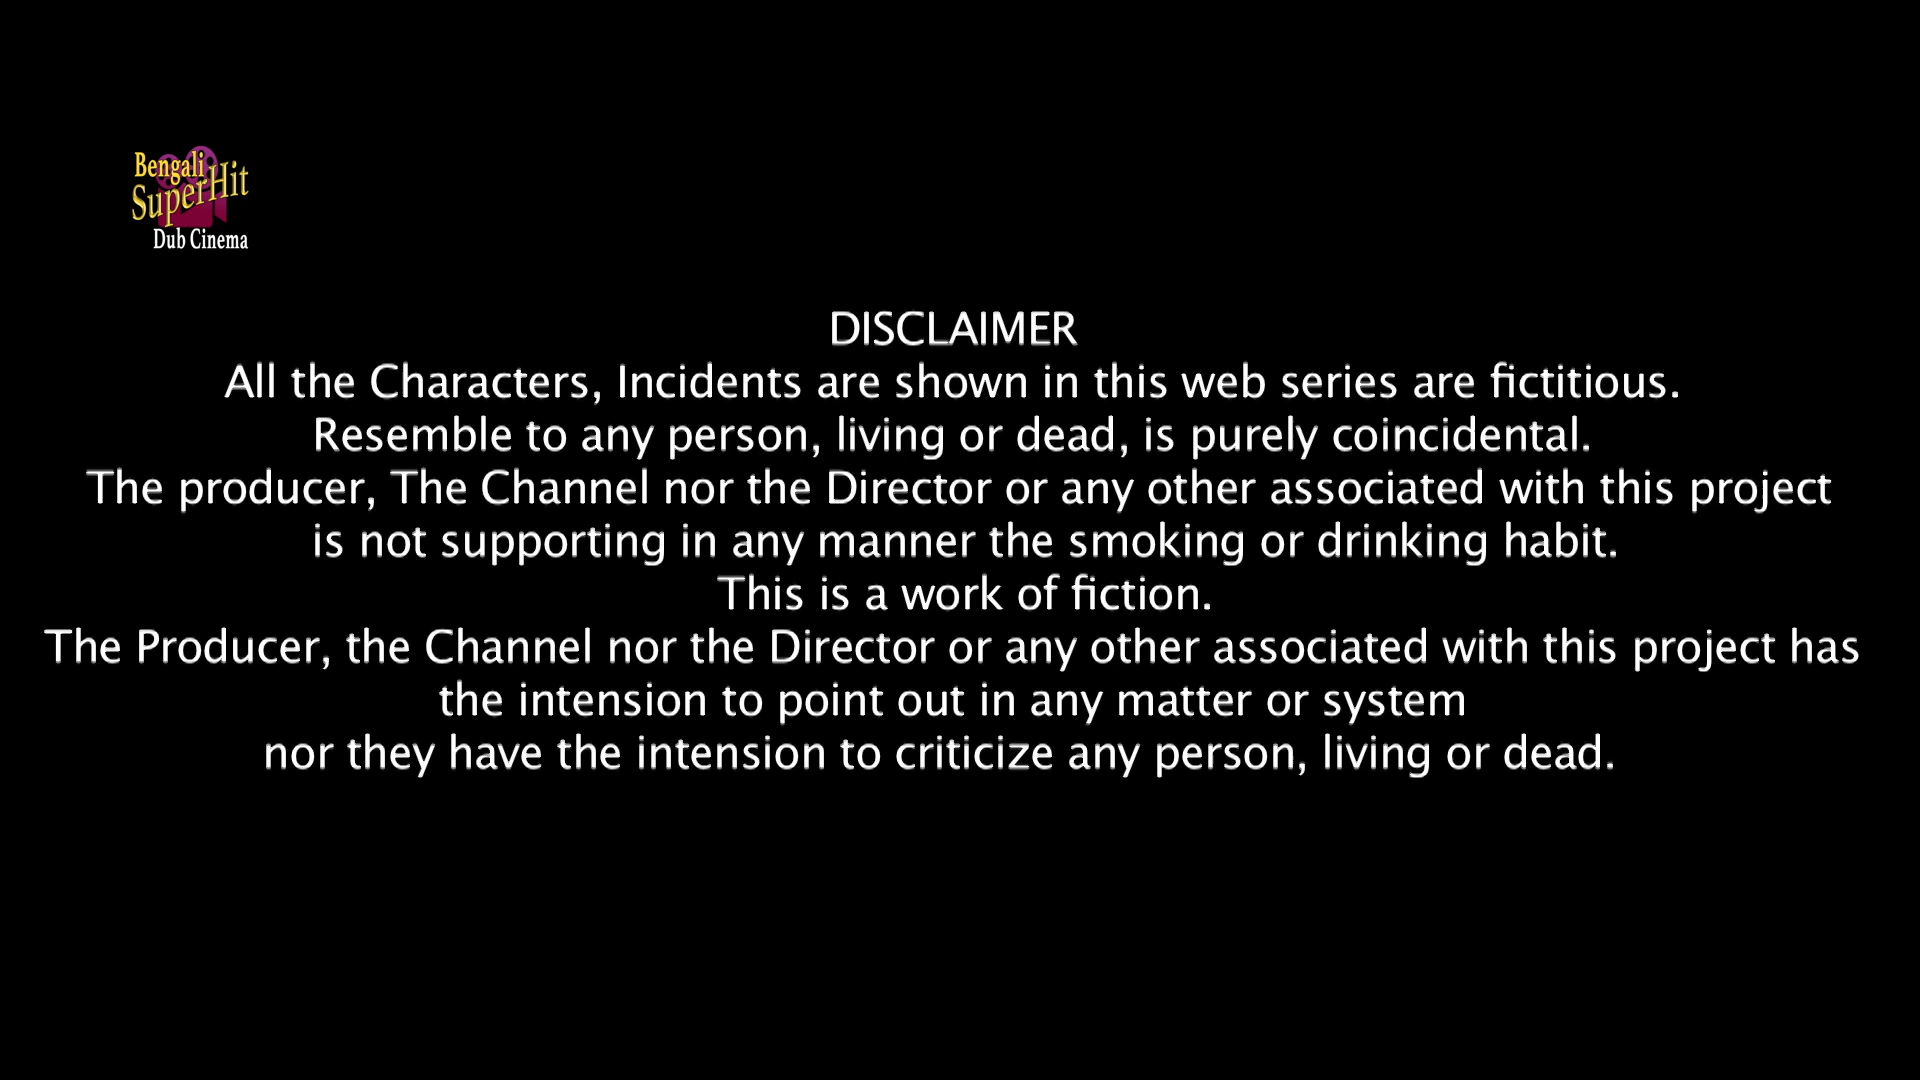 Bengali
SuperHit
Dub Cinema
DISCLAIMER
All the Characters, Incidents are shown in this web series are fictitious.
Resemble to any person, living or dead, is purely coincidental.
The producer, The Channel nor the Director or any other associated with this project
is not supporting in any manner the smoking or drinking habit.
This is a work of fiction.
The Producer, the Channel nor the Director or any other associated with this project has
the intension to point out in any matter or system
nor they have the intension to criticize any person, living or dead.